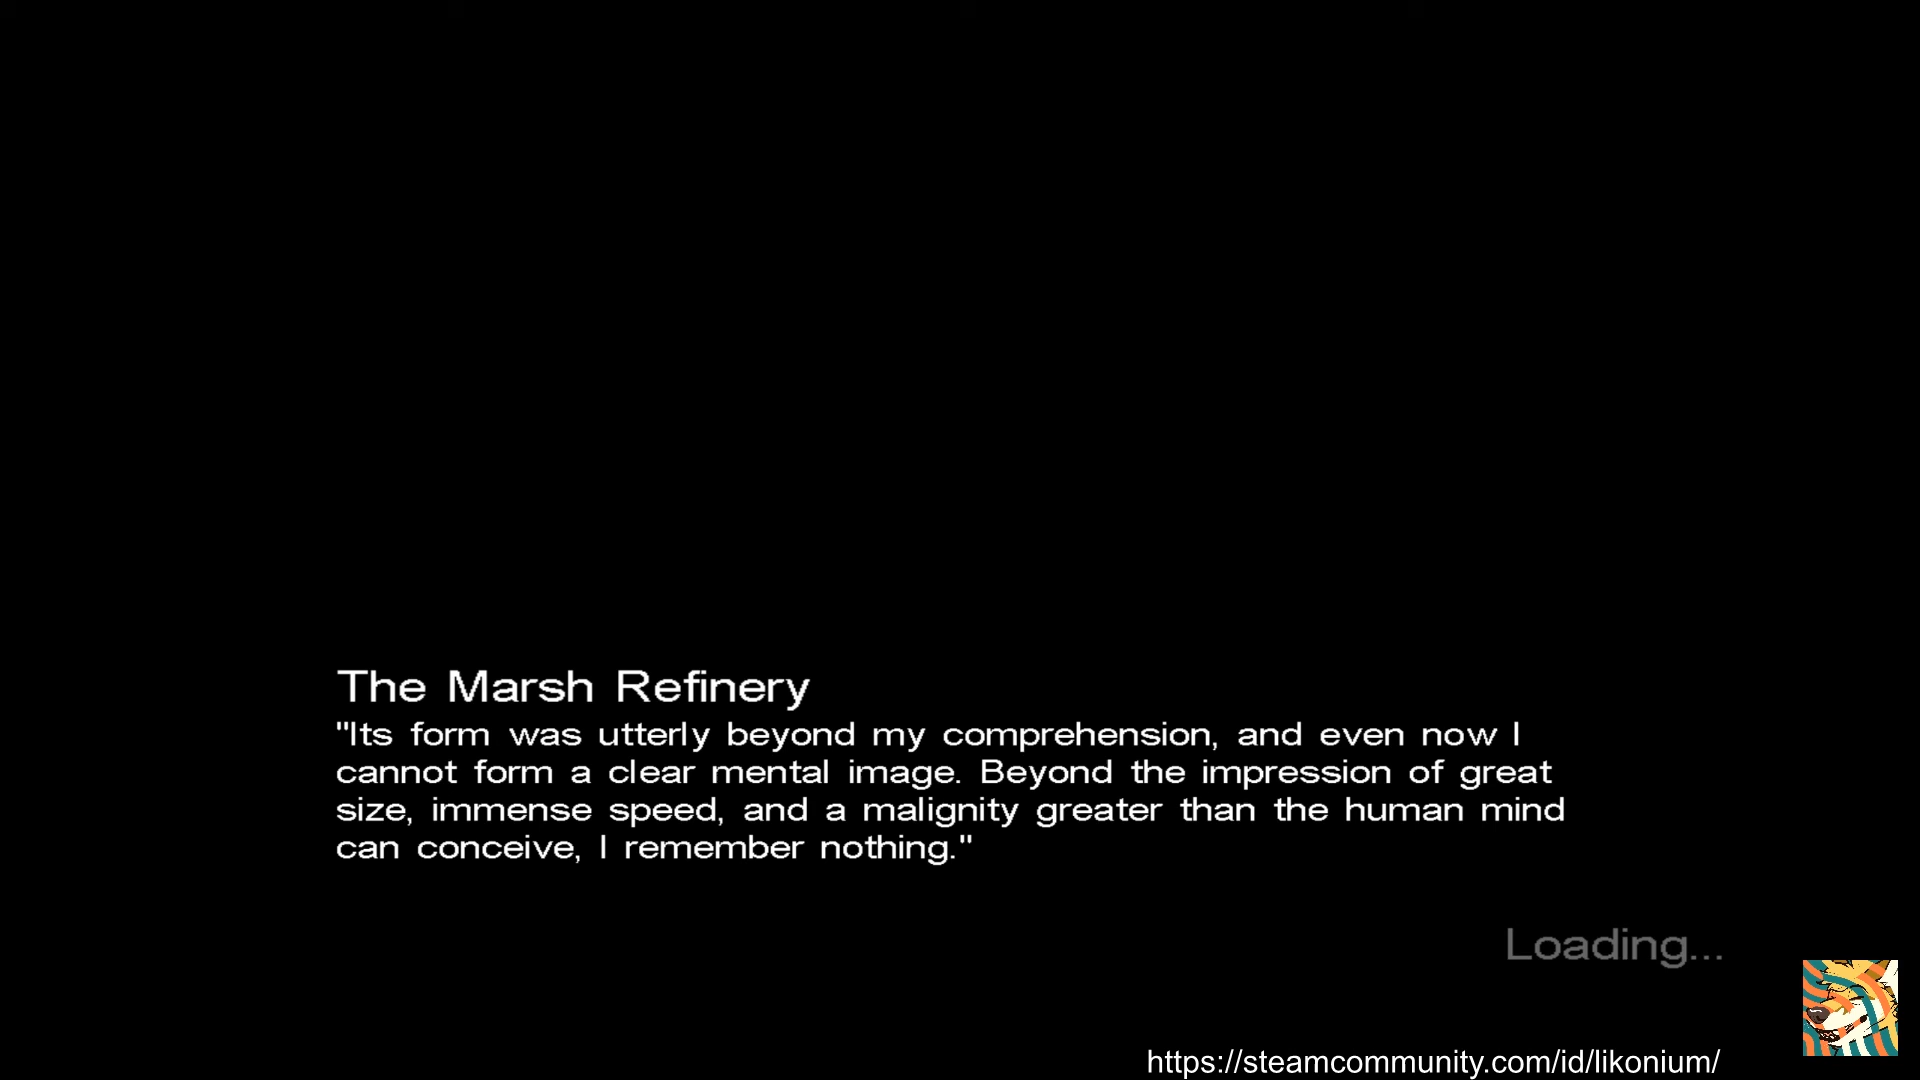 The Marsh Refinery
"Its form was utterly beyond my comprehension, and even now I
cannot form a clear mental image. Beyond the impression of great
size, immense speed, and a malignity greater than the human mind
can conceive, I remember nothing."
Loading...
https://steamcommunity.com/id/likonium/